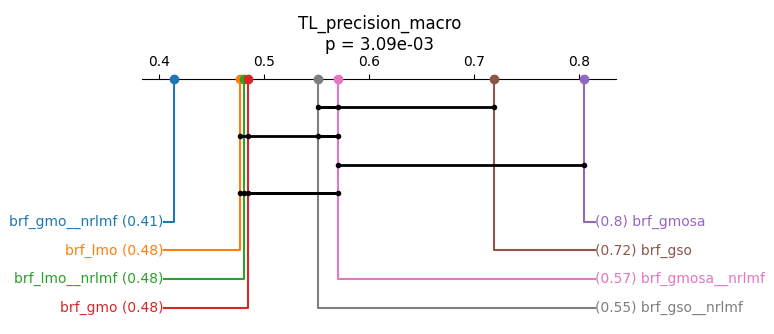 TL_precision_macro
p = 3.09e-03
0.4 0.5 0.6 0.7 0.8
brf_gmo__nrlmf (0.41) (0.8) brf_gmosa
brf_lmo (0.48) (0.72) brf_gso
brf_lmo__nrlmf (0.48) (0.57) brf_gmosa__nrlmf
brf_gmo (0.48) (0.55) brf_gso__nrlmf